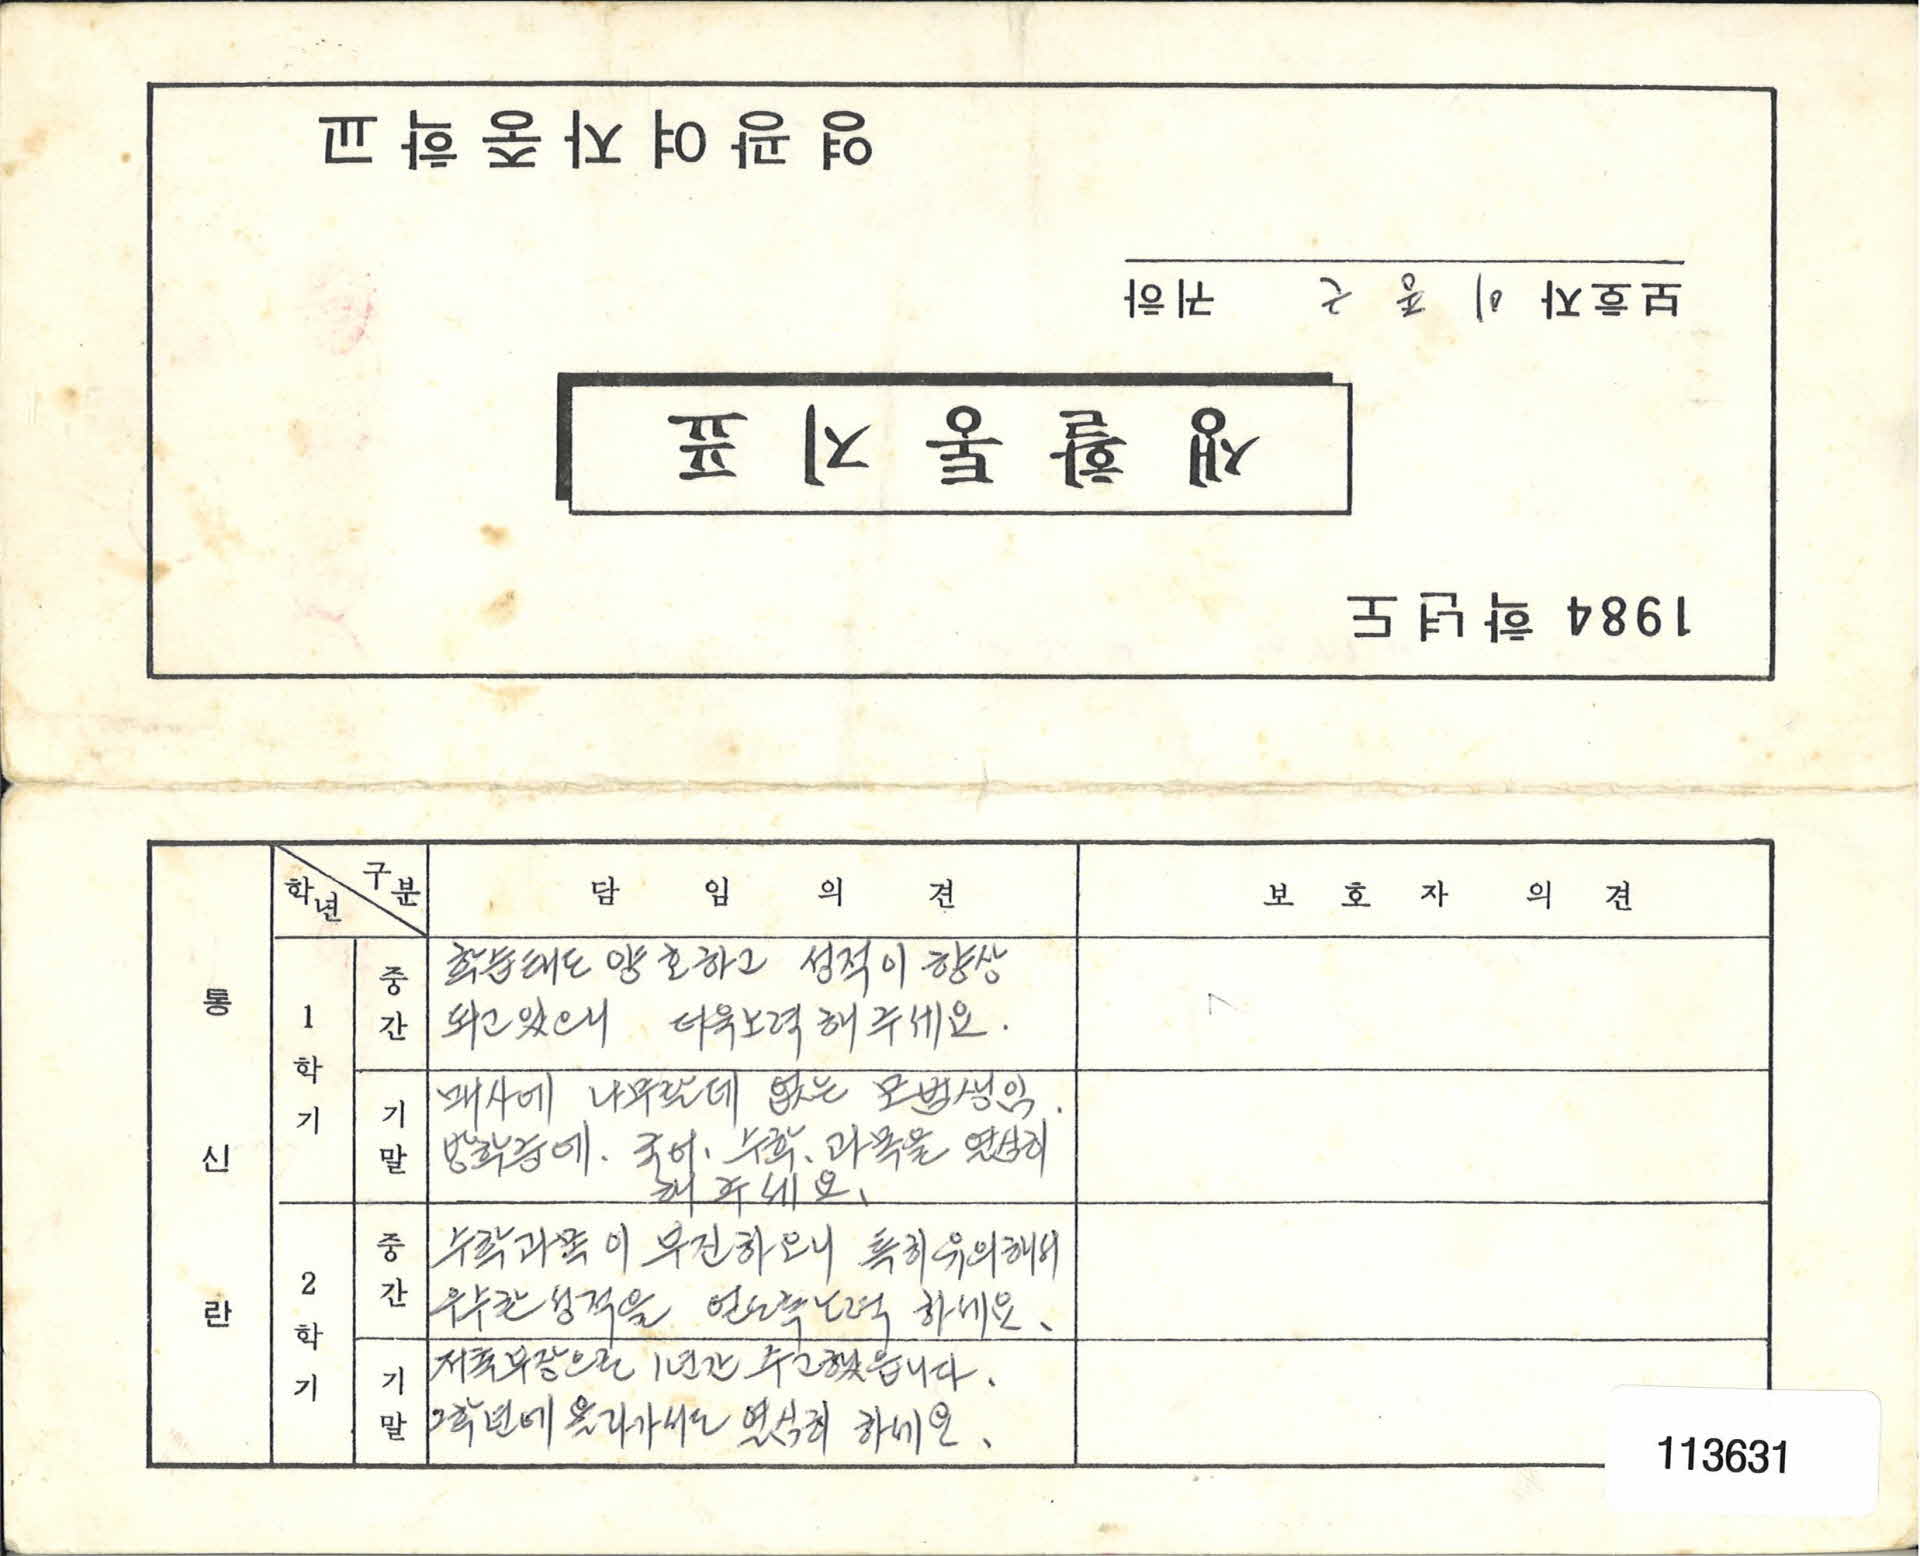 1984 학년도
생활통지표
보호자 이종근 귀하
영광여자중학교
통신란
학년 구분
담임의견
보호자 의견
1학기
중간
학습태도 양호하고 성적이 향상
되고있으니 더욱노력해주세요.
기말
매사에 나무랄데 없는 모범생임.
방학중에. 국어. 수학. 과목을 열심히
해주세요.
2학기
중간
수학과목이 부진하오니 특히유의해서
우수한성적을 얻도록노력 하세요.
기말
저축부장으로 1년간 수고했읍니다.
2학년에 올라가서도 열심히 하세요.
113631